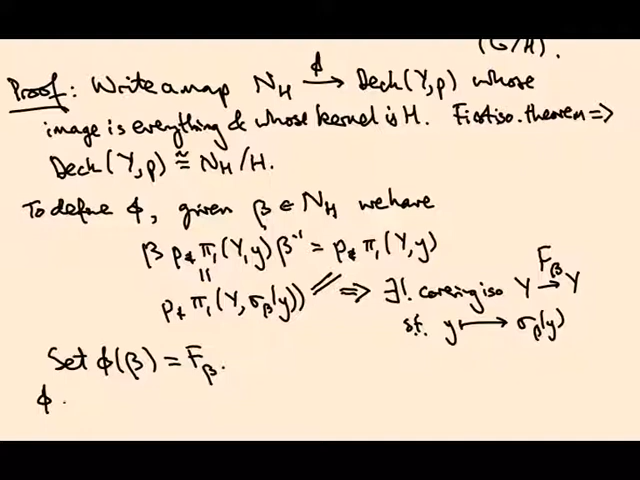 (G/H).
Proof: Write a map N_H →^ϕ Deck(Y,p) whose
image is everything & whose kernel is H. First iso. theorem =>
Deck(Y,p) ≅ N_H/H.
To define ϕ, given β ∈ N_H we have
β p_* π_1(Y,y) β^{-1} = p_* π_1(Y,y)
"
p_* π_1(Y, σ_β(y)) => ∃! covering iso Y →^{F_β} Y
s.t. y ↦ σ_β(y)
Set ϕ(β) = F_β.
ϕ